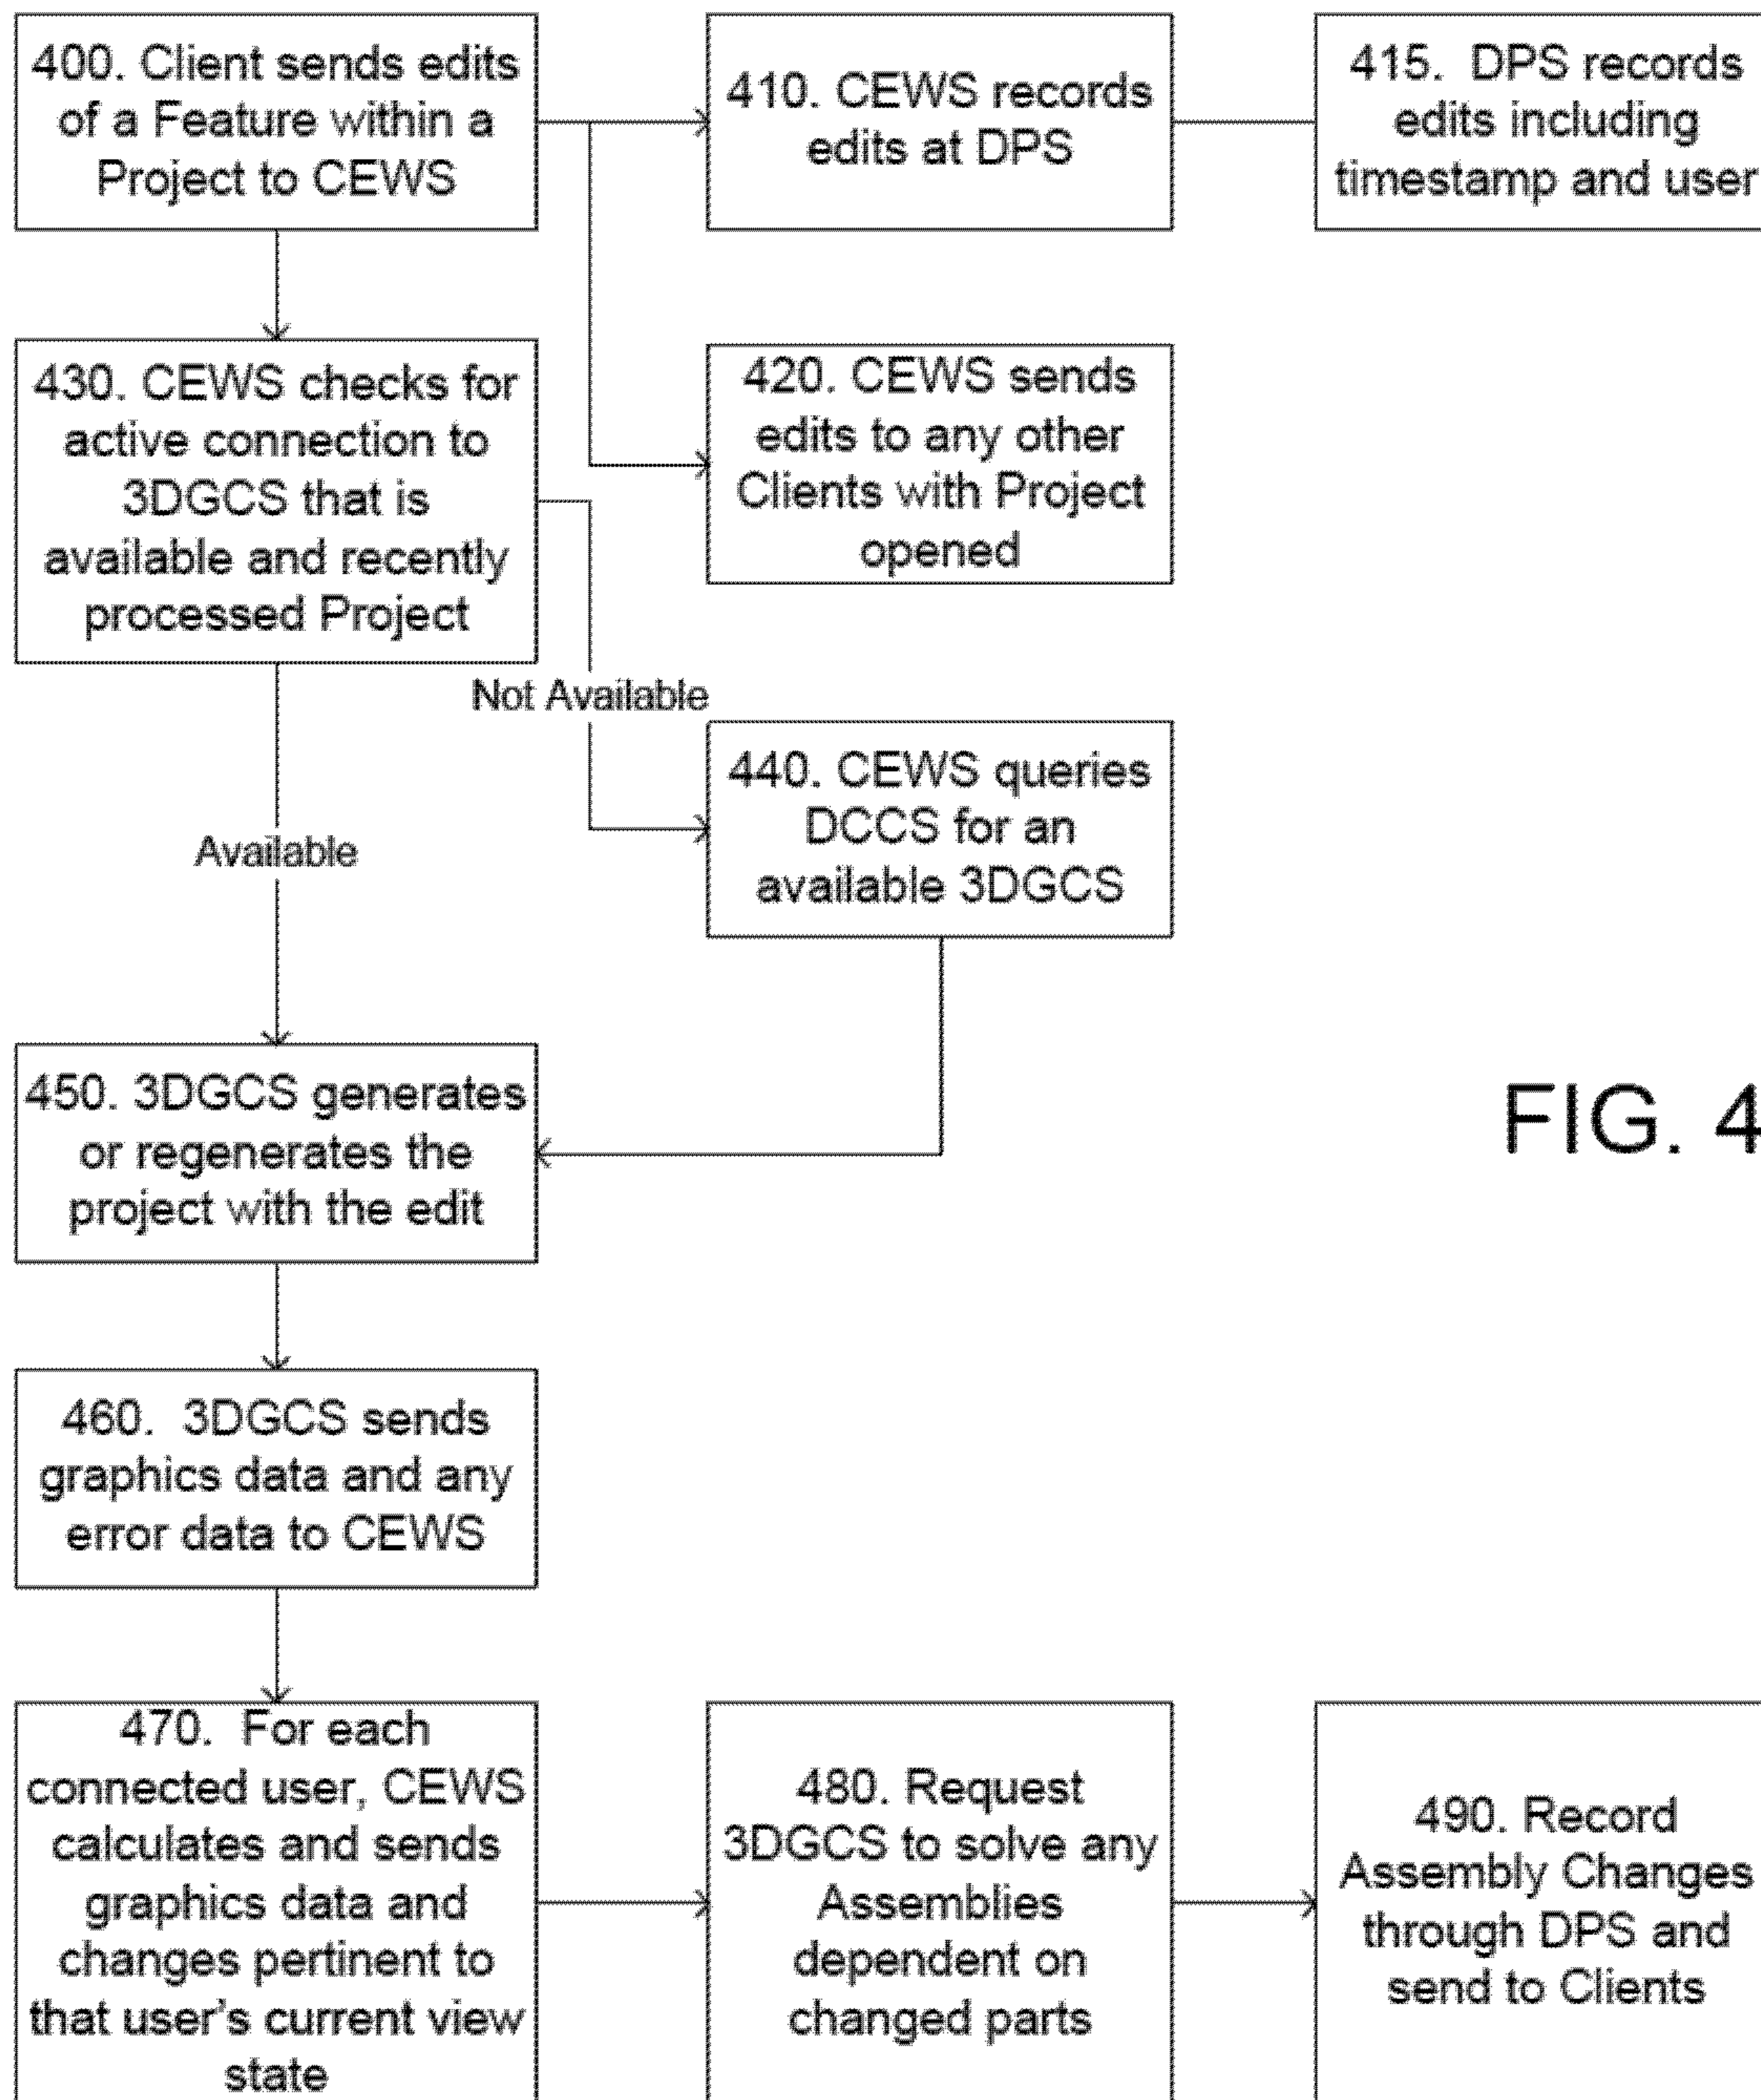 400. Client sends edits
of a Feature within a
Project to CEWS
410. CEWS records
edits at DPS
415. DPS records
edits including
timestamp and user
430. CEWS checks for
active connection to
3DGCS that is
available and recently
processed Project
420. CEWS sends
edits to any other
Clients with Project
opened
Not Available
440. CEWS queries
DCCS for an
available 3DGCS
Available
450. 3DGCS generates
or regenerates the
project with the edit
FIG. 4
460. 3DGCS sends
graphics data and any
error data to CEWS
470. For each
connected user, CEWS
calculates and sends
graphics data and
changes pertinent to
that user's current view
state
480. Request
3DGCS to solve any
Assemblies
dependent on
changed parts
490. Record
Assembly Changes
through DPS and
send to Clients